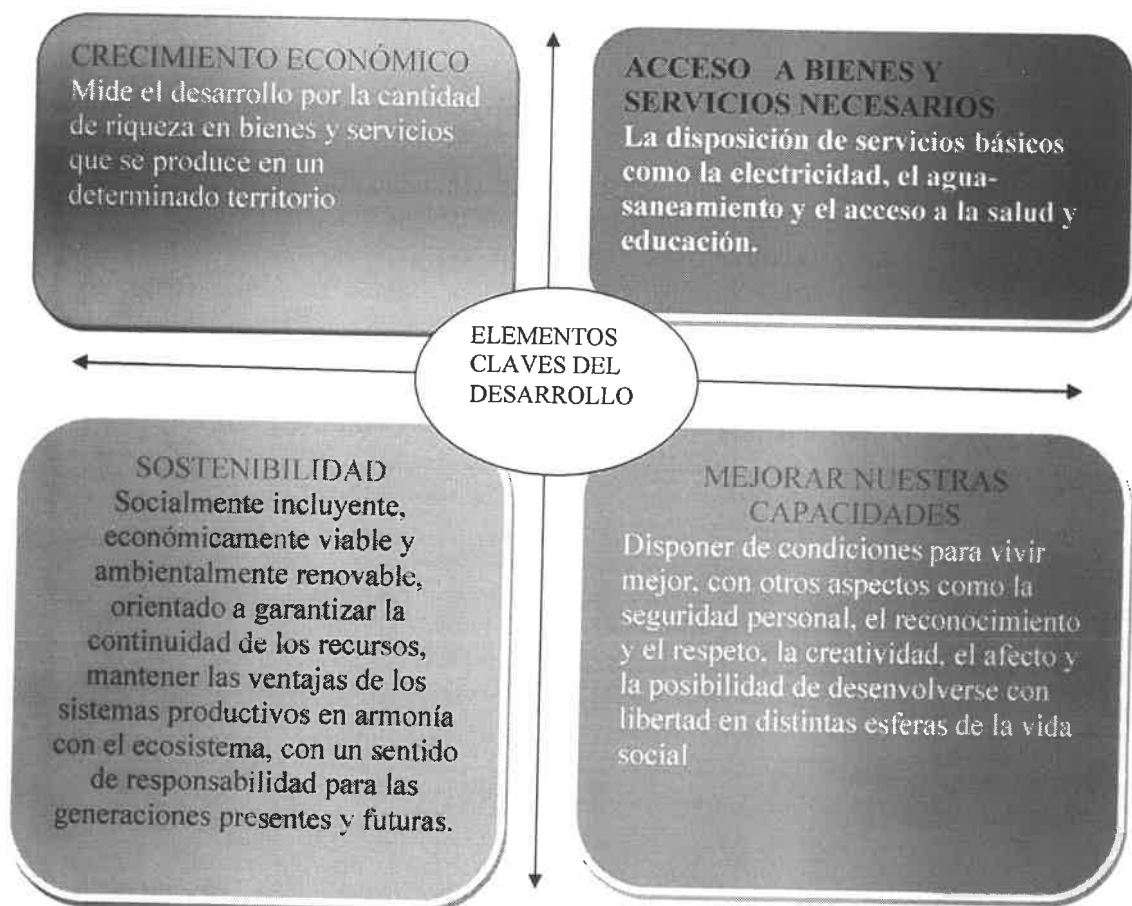 CRECIMIENTO ECONÓMICO
Mide el desarrollo por la cantidad
de riqueza en bienes y servicios
que se produce en un
determinado territorio
ACCESO A BIENES Y
SERVICIOS NECESARIOS
La disposición de servicios básicos
como la electricidad, el agua-
saneamiento y el acceso a la salud y
educación.
ELEMENTOS
CLAVES DEL
DESARROLLO
SOSTENIBILIDAD
Socialmente incluyente,
económicamente viable y
ambientalmente renovable,
orientado a garantizar la
continuidad de los recursos,
mantener las ventajas de los
sistemas productivos en armonía
con el ecosistema, con un sentido
de responsabilidad para las
generaciones presentes y futuras.
MEJORAR NUESTRAS
CAPACIDADES
Disponer de condiciones para vivir
mejor, con otros aspectos como la
seguridad personal, el reconocimiento
y el respeto, la creatividad, el afecto y
la posibilidad de desenvolverse con
libertad en distintas esferas de la vida
social